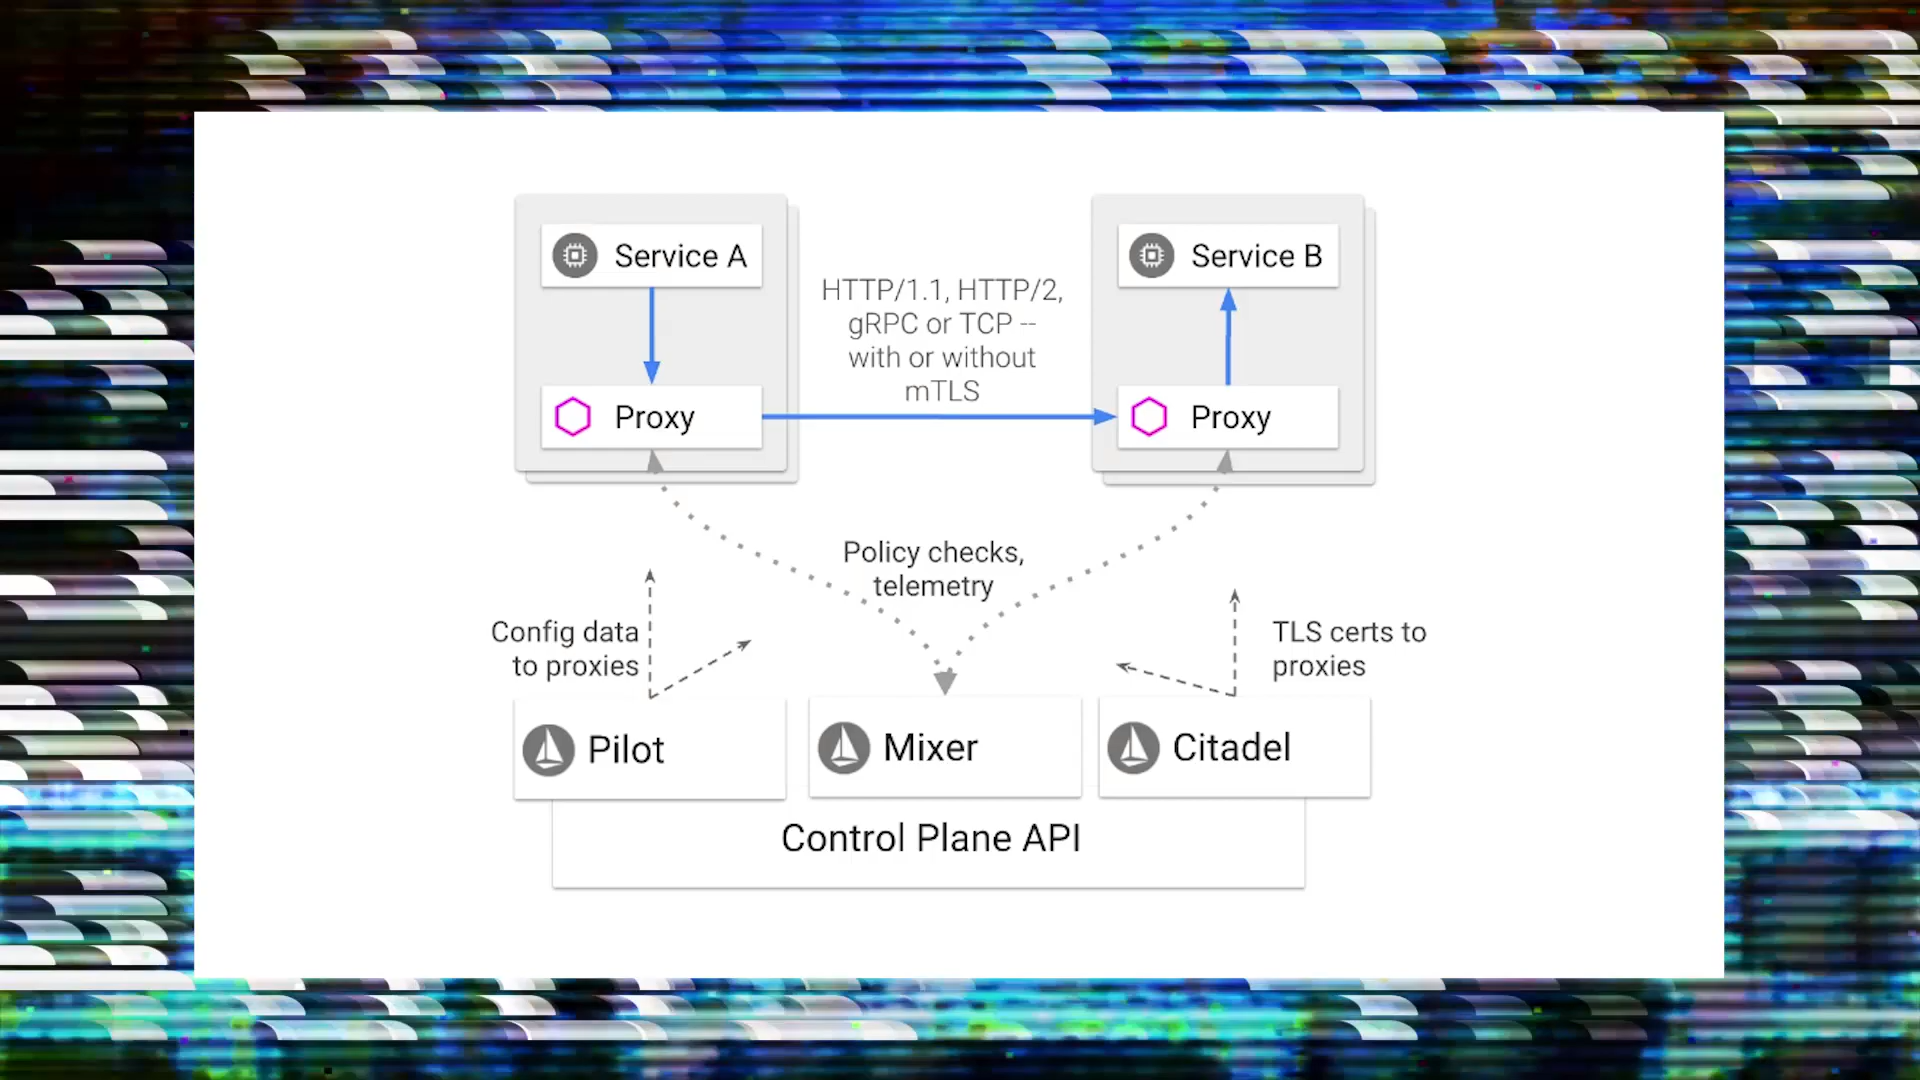 Service A
Service B
HTTP/1.1, HTTP/2,
gRPC or TCP --
with or without
mTLS
Proxy
Proxy
Policy checks,
telemetry
Config data
to proxies
TLS certs to
proxies
Pilot
Mixer
Citadel
Control Plane API